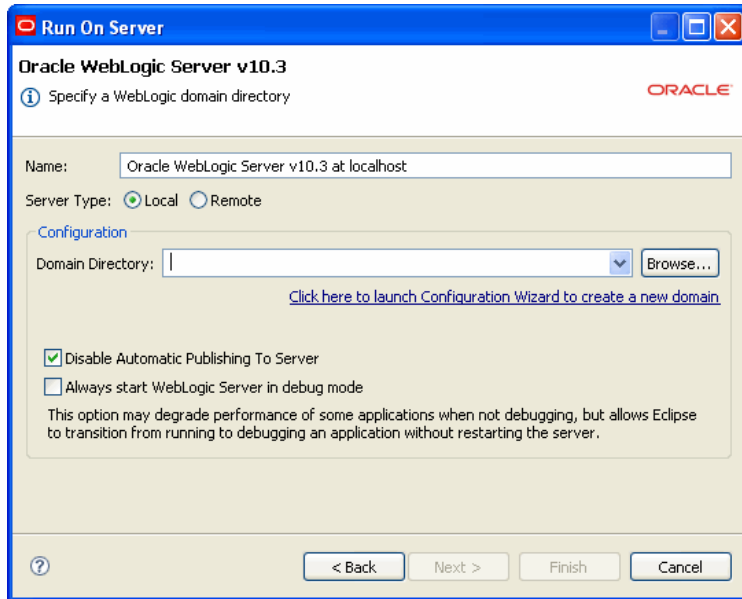 Run On Server
Oracle WebLogic Server v10.3
Specify a WebLogic domain directory
ORACLE
Name: Oracle WebLogic Server v10.3 at localhost
Server Type: Local Remote
Configuration
Domain Directory: Browse...
Click here to launch Configuration Wizard to create a new domain
Disable Automatic Publishing To Server
Always start WebLogic Server in debug mode
This option may degrade performance of some applications when not debugging, but allows Eclipse
to transition from running to debugging an application without restarting the server.
< Back Next > Finish Cancel